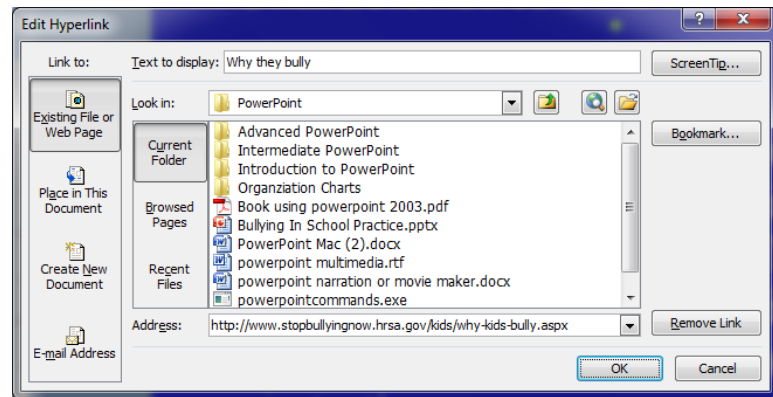 Edit Hyperlink
Link to:
Text to display: Why they bully
ScreenTip...
Existing File or
Web Page
Look in: PowerPoint
Bookmark...
Current
Folder
Advanced PowerPoint
Intermediate PowerPoint
Introduction to PowerPoint
Organziation Charts
Book using powerpoint 2003.pdf
Bullying In School Practice.pptx
PowerPoint Mac (2).docx
powerpoint multimedia.rtf
powerpoint narration or movie maker.docx
powerpointcommands.exe
Place in This
Document
Browsed
Pages
Create New
Document
Recent
Files
Address: http://www.stopbullyingnow.hrsa.gov/kids/why-kids-bully.aspx
Remove Link
E-mail Address
OK
Cancel